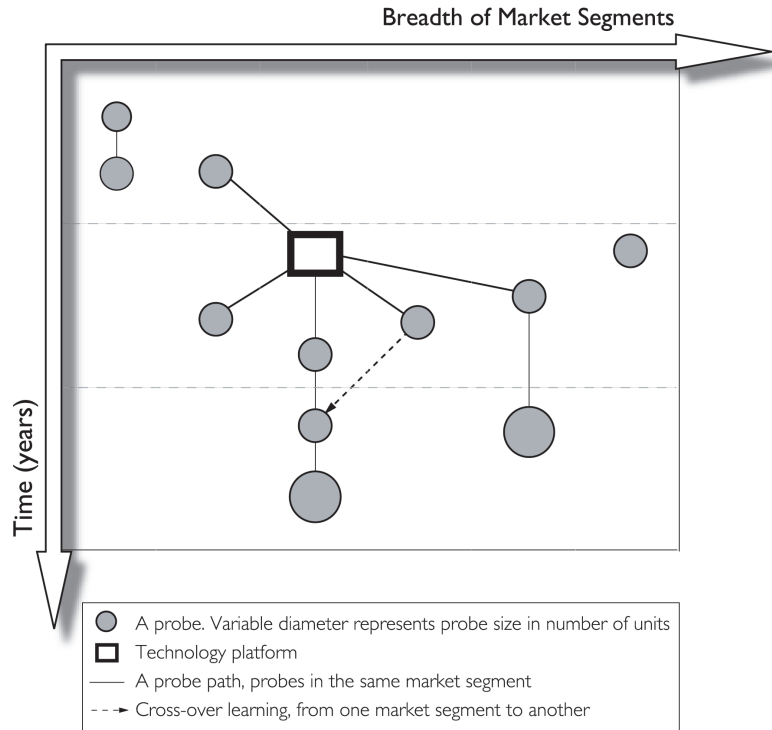 Breadth of Market Segments
Time (years)
A probe. Variable diameter represents probe size in number of units
Technology platform
A probe path, probes in the same market segment
Cross-over learning, from one market segment to another